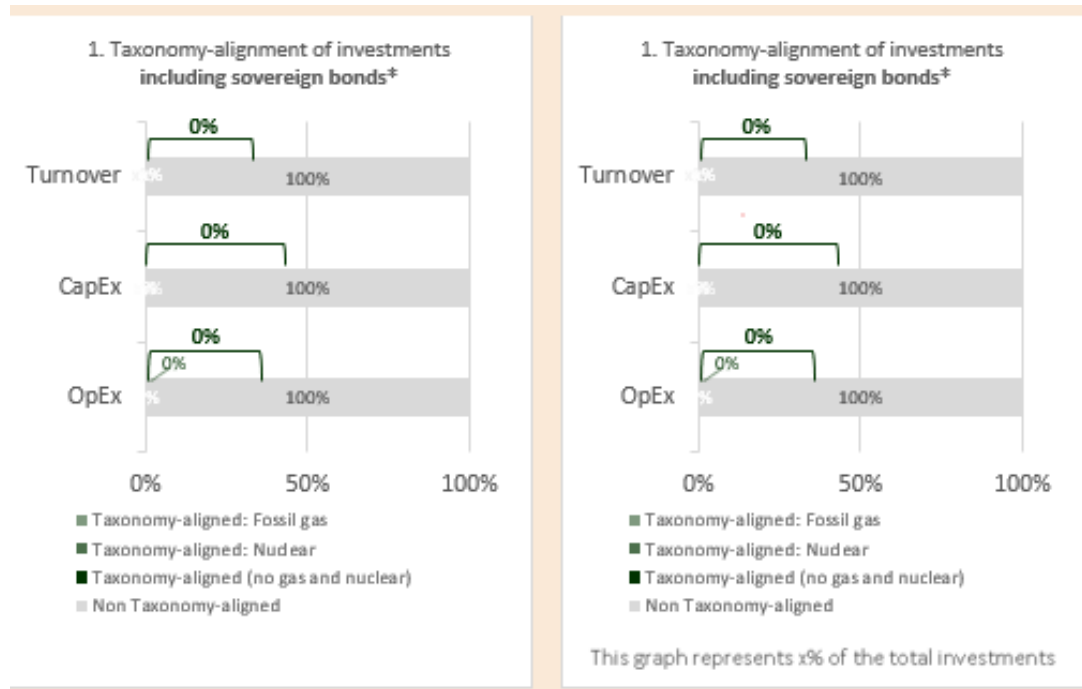 1. Taxonomy-alignment of investments
including sovereign bonds*
0%
Turnover
100%
0%
CapEx
100%
0%
0%
OpEx
100%
0%
50%
100%
Taxonomy-aligned: Fossil gas
Taxonomy-aligned: Nuclear
Taxonomy-aligned (no gas and nuclear)
Non Taxonomy-aligned
1. Taxonomy-alignment of investments
including sovereign bonds*
0%
Turnover
100%
0%
CapEx
100%
0%
0%
OpEx
100%
0%
50%
100%
Taxonomy-aligned: Fossil gas
Taxonomy-aligned: Nuclear
Taxonomy-aligned (no gas and nuclear)
Non Taxonomy-aligned
This graph represents x% of the total investments